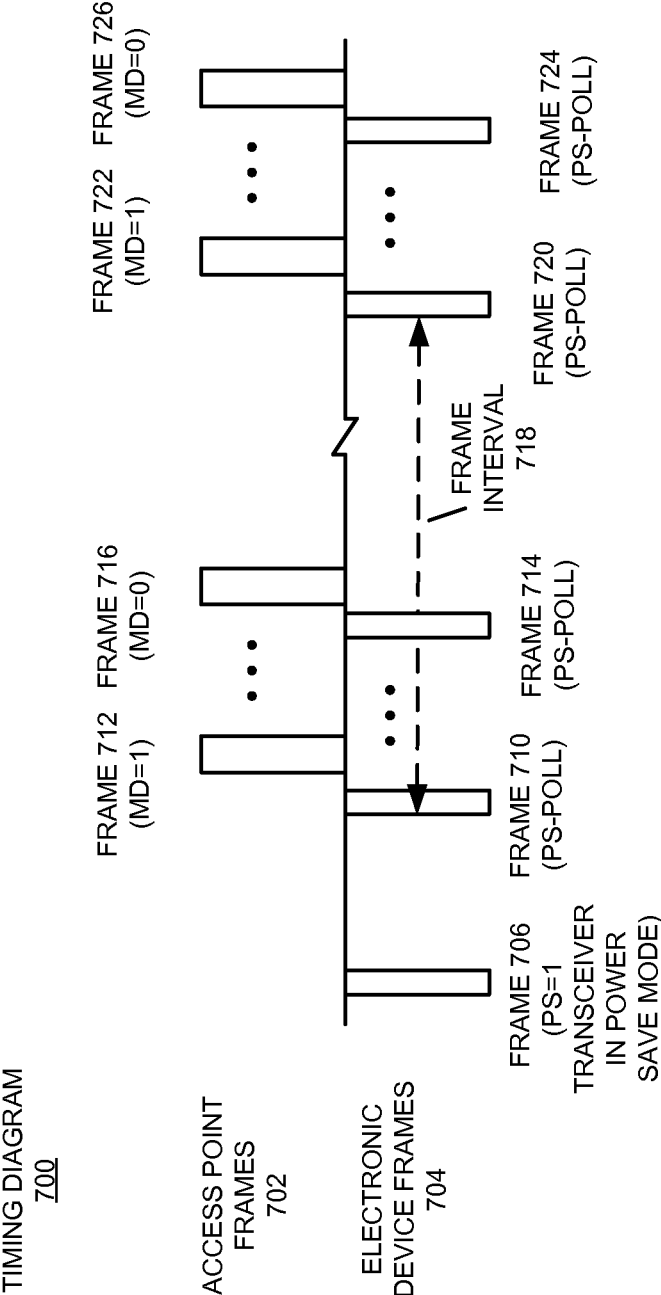 TIMING DIAGRAM
700
FRAME 712
(MD=1)
FRAME 716
(MD=0)
FRAME 722
(MD=1)
FRAME 726
(MD=0)
ACCESS POINT
FRAMES
702
ELECTRONIC
DEVICE FRAMES
704
FRAME
INTERVAL
718
FRAME 706
(PS=1
TRANSCEIVER
IN POWER
SAVE MODE)
FRAME 710
(PS-POLL)
FRAME 714
(PS-POLL)
FRAME 720
(PS-POLL)
FRAME 724
(PS-POLL)